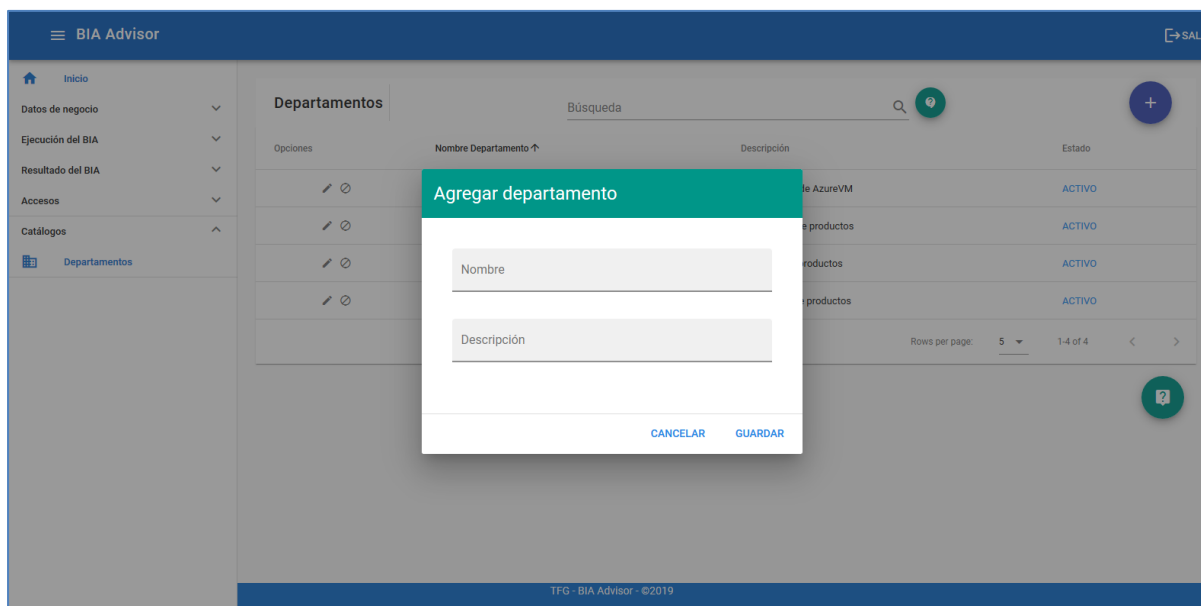 BIA Advisor
SAL
Inicio
Datos de negocio
Ejecución del BIA
Resultado del BIA
Accesos
Catálogos
Departamentos
Departamentos
Búsqueda
Opciones
Nombre Departamento
Descripción
Estado
de AzureVM
ACTIVO
productos
ACTIVO
ACTIVO
productos
ACTIVO
Rows per page:
5
1-4 of 4
Agregar departamento
Nombre
Descripción
CANCELAR
GUARDAR
TFG - BIA Advisor - ©2019